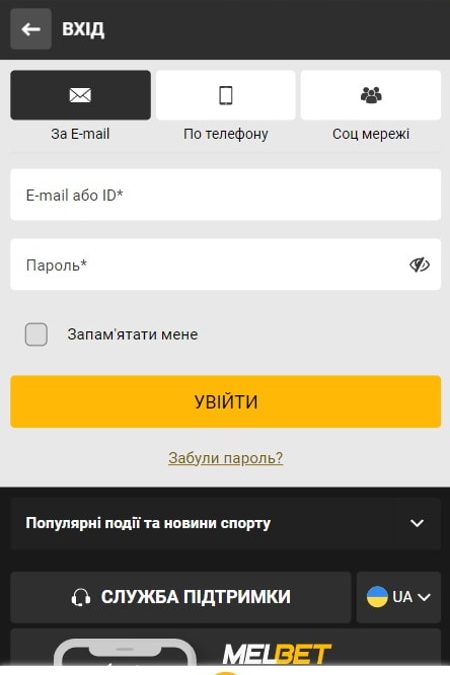 ВХІД
За E-mail
По телефону
Соц мережі
E-mail або ID*
Пароль*
Запам'ятати мене
УВІЙТИ
Забули пароль?
Популярні події та новини спорту
СЛУЖБА ПІДТРИМКИ
UA
MELBET